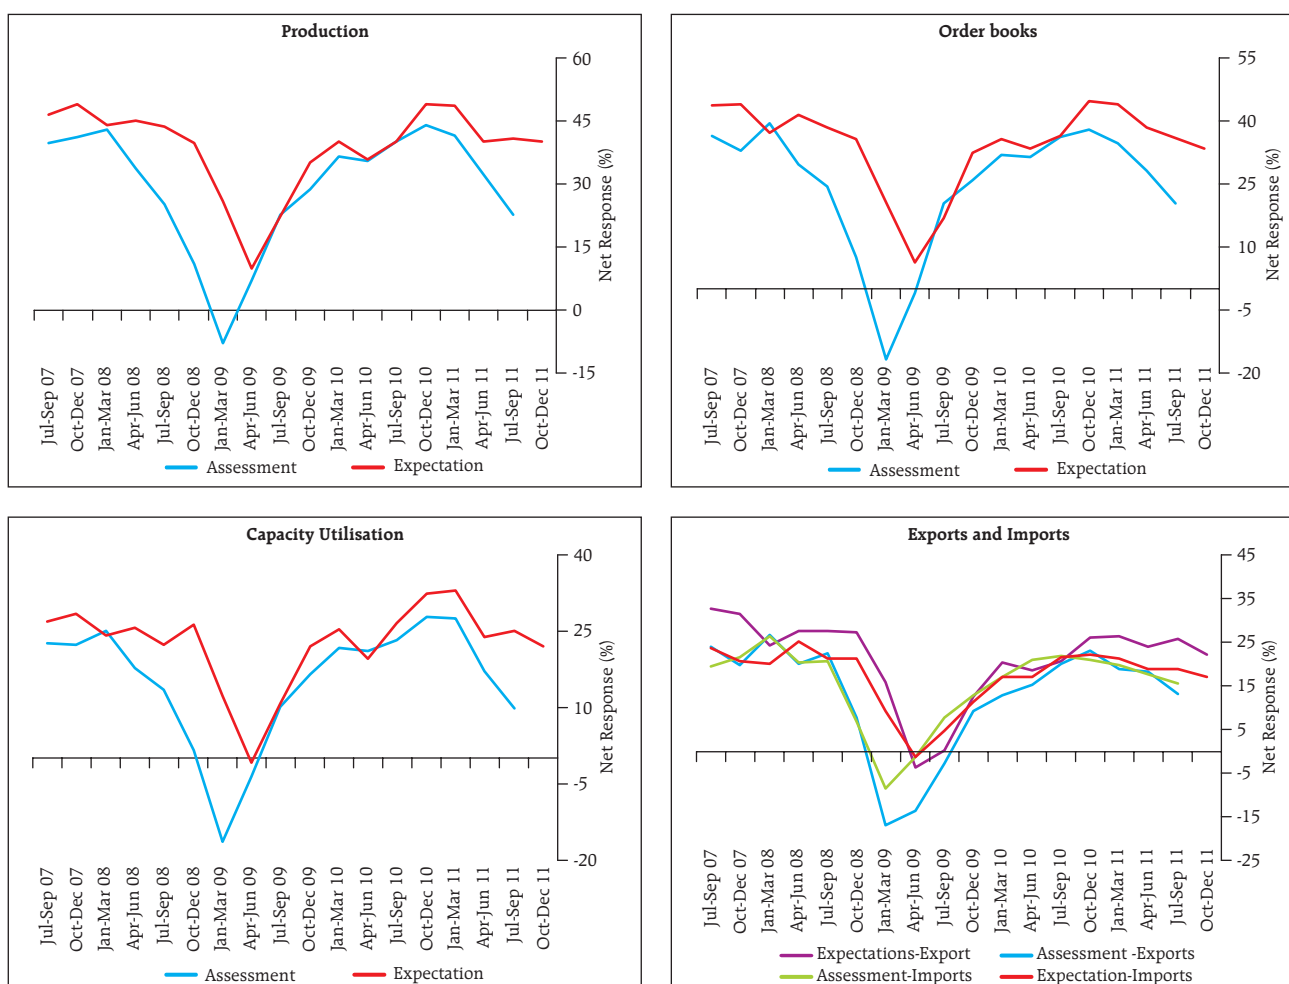 Production
60
45
30
15
0
-15
Net Response (%)
Jul-Sep 07
Oct-Dec 07
Jan-Mar 08
Apr-Jun 08
Jul-Sep 08
Oct-Dec 08
Jan-Mar 09
Apr-Jun 09
Jul-Sep 09
Oct-Dec 09
Jan-Mar 10
Apr-Jun 10
Jul-Sep 10
Oct-Dec 10
Jan-Mar 11
Apr-Jun 11
Jul-Sep 11
Oct-Dec 11
Assessment Expectation
Order books
55
40
25
10
-5
-20
Net Response (%)
Jul-Sep 07
Oct-Dec 07
Jan-Mar 08
Apr-Jun 08
Jul-Sep 08
Oct-Dec 08
Jan-Mar 09
Apr-Jun 09
Jul-Sep 09
Oct-Dec 09
Jan-Mar 10
Apr-Jun 10
Jul-Sep 10
Oct-Dec 10
Jan-Mar 11
Apr-Jun 11
Jul-Sep 11
Oct-Dec 11
Assessment Expectation
Capacity Utilisation
40
25
10
-5
-20
Net Response (%)
Jul-Sep 07
Oct-Dec 07
Jan-Mar 08
Apr-Jun 08
Jul-Sep 08
Oct-Dec 08
Jan-Mar 09
Apr-Jun 09
Jul-Sep 09
Oct-Dec 09
Jan-Mar 10
Apr-Jun 10
Jul-Sep 10
Oct-Dec 10
Jan-Mar 11
Apr-Jun 11
Jul-Sep 11
Oct-Dec 11
Assessment Expectation
Exports and Imports
45
35
25
15
5
-5
-15
-25
Net Response (%)
Jul-Sep 07
Oct-Dec 07
Jan-Mar 08
Apr-Jun 08
Jul-Sep 08
Oct-Dec 08
Jan-Mar 09
Apr-Jun 09
Jul-Sep 09
Oct-Dec 09
Jan-Mar 10
Apr-Jun 10
Jul-Sep 10
Oct-Dec 10
Jan-Mar 11
Apr-Jun 11
Jul-Sep 11
Oct-Dec 11
Expectations-Export Assessment -Exports
Assessment-Imports Expectation-Imports